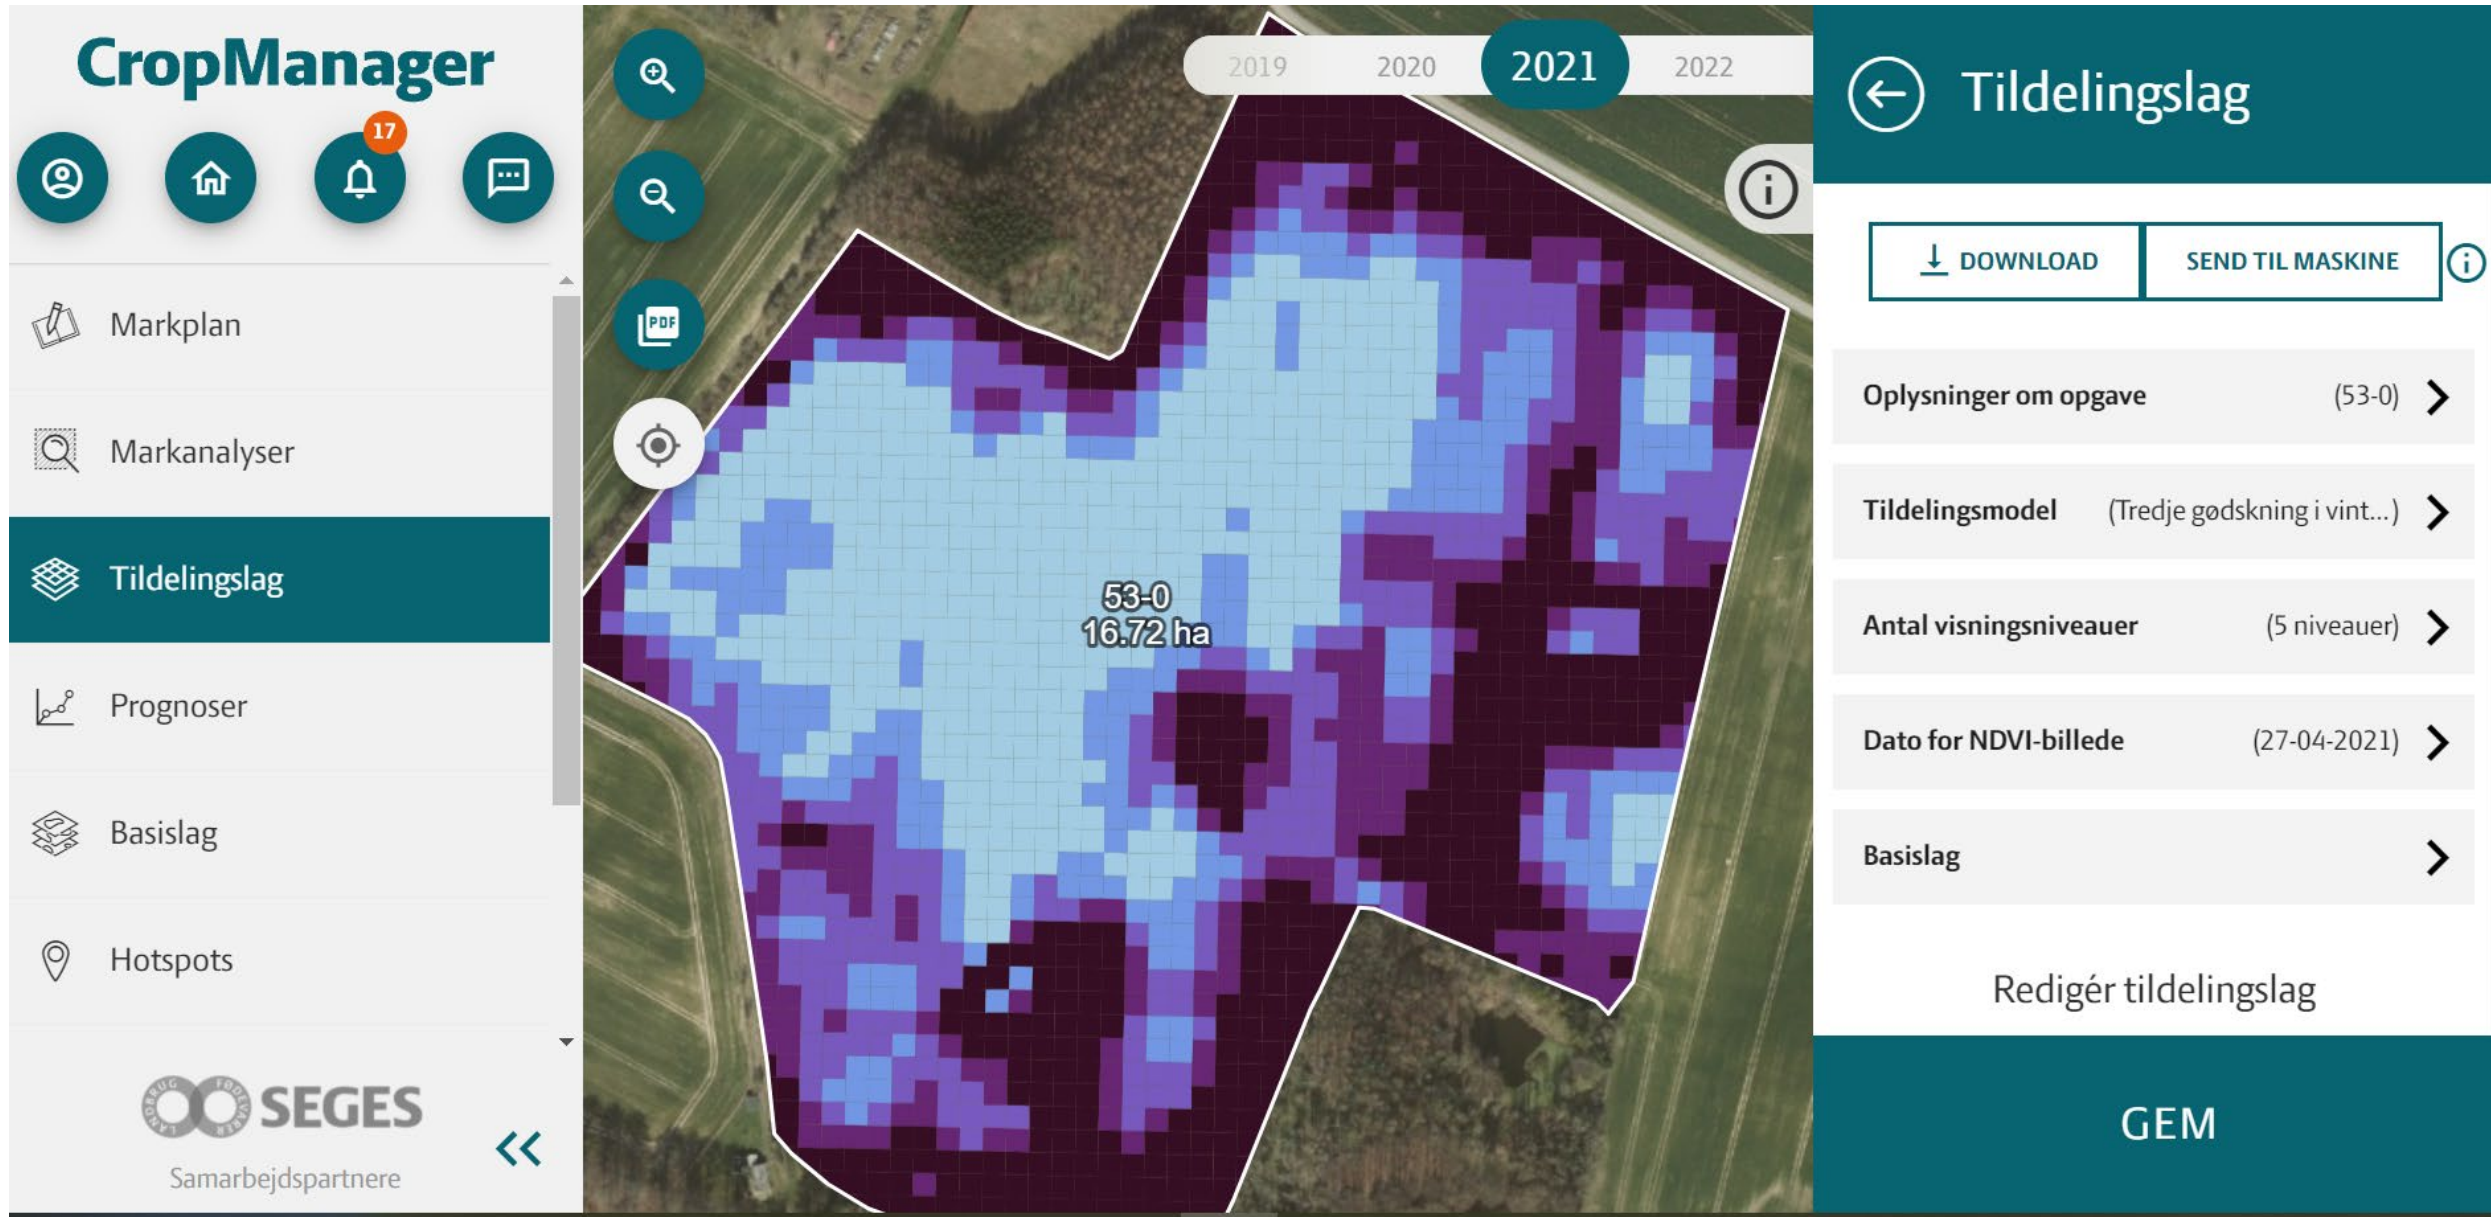 CropManager
17
Markplan
Markanalyser
Tildelingslag
Prognoser
Basislag
Hotspots
LANDBRUG FØDEVARER
SEGES
Samarbejdspartnere
2019 2020 2021 2022
PDF
53-0
16.72 ha
Tildelingslag
DOWNLOAD SEND TIL MASKINE
Oplysninger om opgave (53-0)
Tildelingsmodel (Tredje gødskning i vint...)
Antal visningsniveauer (5 niveauer)
Dato for NDVI-billede (27-04-2021)
Basislag
Redigér tildelingslag
GEM